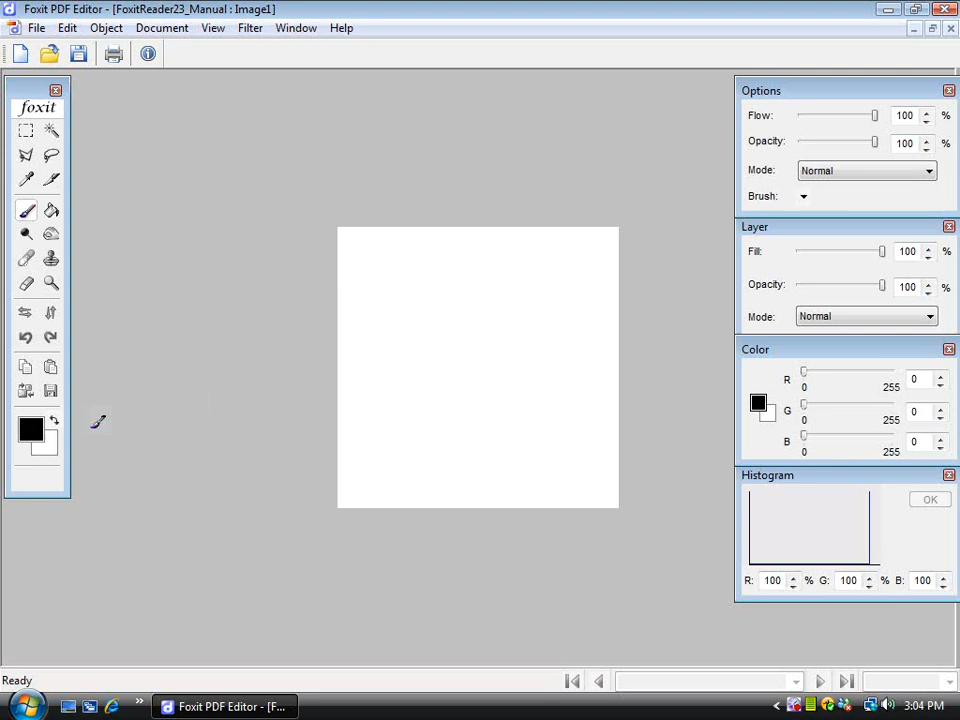 Foxit PDF Editor - [FoxitReader23_Manual : Image1]
File Edit Object Document View Filter Window Help
foxit
Options
Flow: 100 %
Opacity: 100 %
Mode: Normal
Brush:
Layer
Fill: 100 %
Opacity: 100 %
Mode: Normal
Color
R 0
0 255
G 0
0 255
B 0
0 255
Histogram
OK
R: 100 % G: 100 % B: 100
Ready
Foxit PDF Editor - [F...
3:04 PM